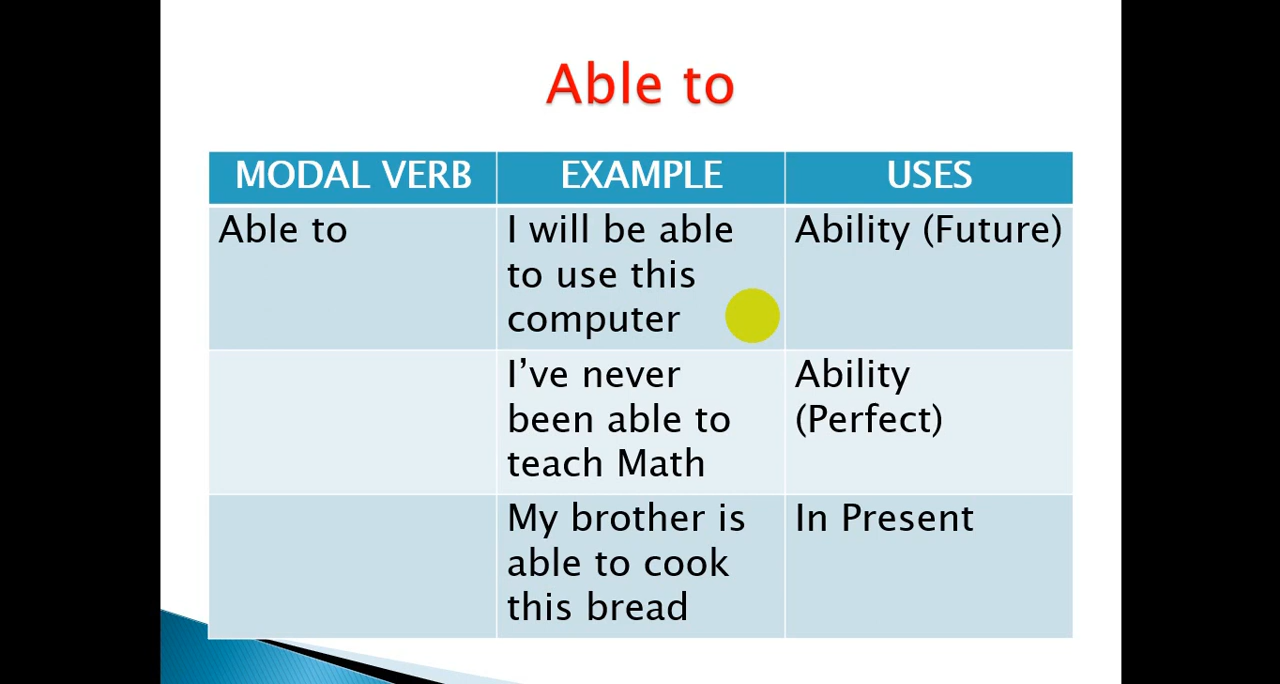 Able to
MODAL VERB
EXAMPLE
USES
Able to
I will be able
to use this
computer
Ability (Future)
I’ve never
been able to
teach Math
Ability
(Perfect)
My brother is
able to cook
this bread
In Present